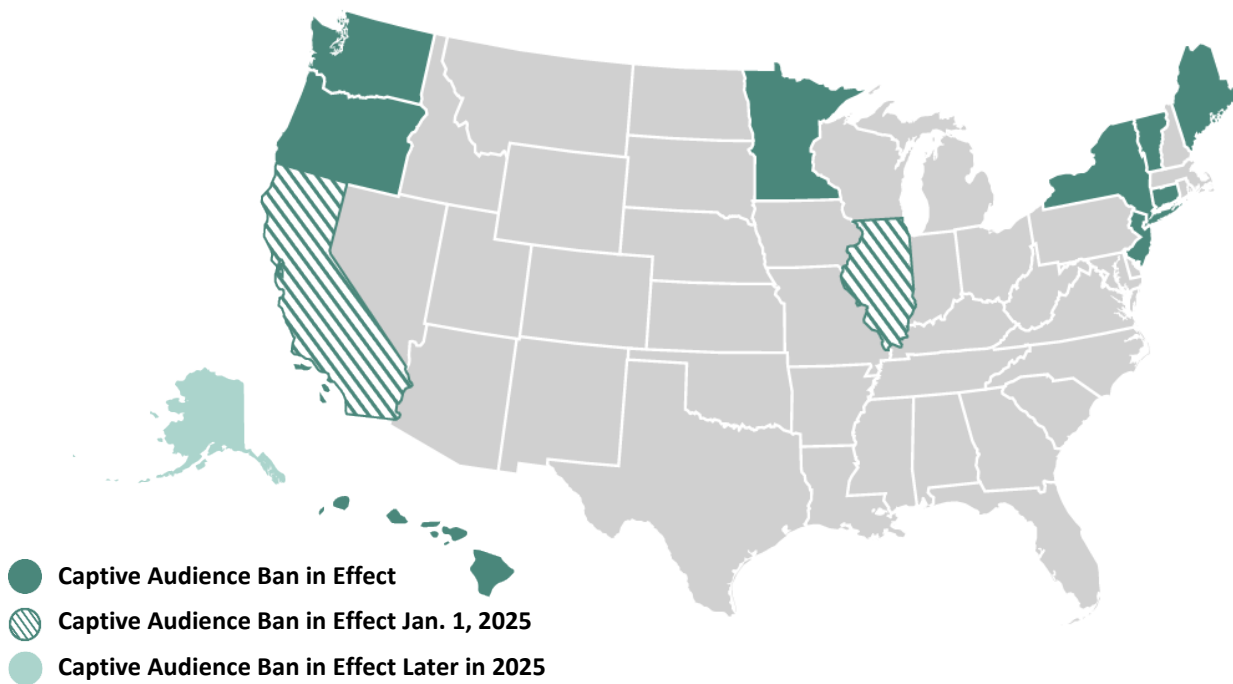 Captive Audience Ban in Effect
Captive Audience Ban in Effect Jan. 1, 2025
Captive Audience Ban in Effect Later in 2025